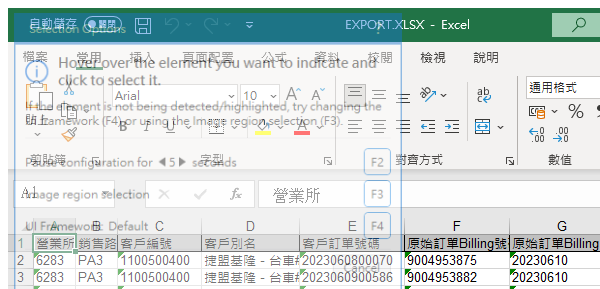 自動儲存 關閉 EXPORT.XLSX - Excel
Selection Options
檔案 常用 插入 頁面配置 公式 資料 校閱 檢視 說明
Hover over the element you want to indicate and
click to select it.
Arial 10
通用格式
If the element is not being detected/highlighted, try changing the
UI framework (F4) or using the Image region selection (F3).
貼上
B I U
剪貼簿 字型 對齊方式 數值
Pause configuration for 5 seconds F2
A1 fx 營業所
Image region selection F3
UI Framework: Default F4
A B C D E F G
1 營業所 銷售路 客戶編號 客戶別名 客戶訂單號碼 原始訂單Billing號 原始訂單Billing
2 6283 PA3 1100500400 捷盟基隆 - 台車 2023060800070 9004953875 20230610
3 6283 PA3 1100500400 捷盟基隆 - 台車 2023060900586 9004953882 20230610
Cancel